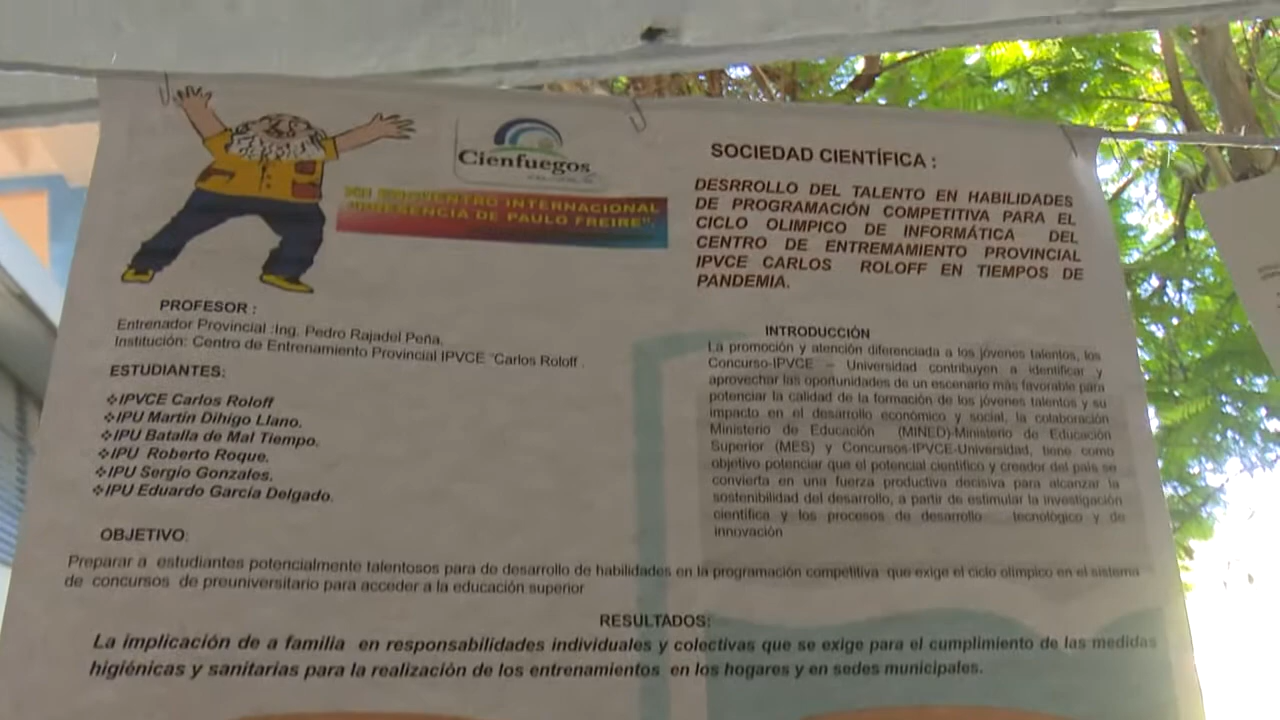 Cienfuegos
XII ENCUENTRO INTERNACIONAL
"PRESENCIA DE PAULO FREIRE".
PROFESOR :
Entrenador Provincial :Ing. Pedro Rajadel Peña.
Institución: Centro de Entrenamiento Provincial IPVCE "Carlos Roloff .
ESTUDIANTES:
❖IPVCE Carlos Roloff
❖IPU Martin Dihigo Llano.
❖IPU Batalla de Mal Tiempo.
❖IPU Roberto Roque.
❖IPU Sergio Gonzales.
❖IPU Eduardo García Delgado.
SOCIEDAD CIENTÍFICA :
DESRROLLO DEL TALENTO EN HABILIDADES
DE PROGRAMACIÓN COMPETITIVA PARA EL
CICLO OLIMPICO DE INFORMÁTICA DEL
CENTRO DE ENTREMAMIENTO PROVINCIAL
IPVCE CARLOS ROLOFF EN TIEMPOS DE
PANDEMIA.
INTRODUCCIÓN
La promoción y atención diferenciada a los jóvenes talentos, los
Concurso-IPVCE – Universidad contribuyen a identificar y
aprovechar las oportunidades de un escenario más favorable para
potenciar la calidad de la formación de los jóvenes talentos y su
impacto en el desarrollo económico y social, la colaboración
Ministerio de Educación (MINED)-Ministerio de Educación
Superior (MES) y Concursos-IPVCE-Universidad, tiene como
objetivo potenciar que el potencial científico y creador del país se
convierta en una fuerza productiva decisiva para alcanzar la
sostenibilidad del desarrollo, a partir de estimular la investigación
científica y los procesos de desarrollo tecnológico y de
innovación
OBJETIVO:
Preparar a estudiantes potencialmente talentosos para de desarrollo de habilidades en la programación competitiva que exige el ciclo olímpico en el sistema
de concursos de preuniversitario para acceder a la educación superior
RESULTADOS:
La implicación de a familia en responsabilidades individuales y colectivas que se exige para el cumplimiento de las medidas
higiénicas y sanitarias para la realización de los entrenamientos en los hogares y en sedes municipales.